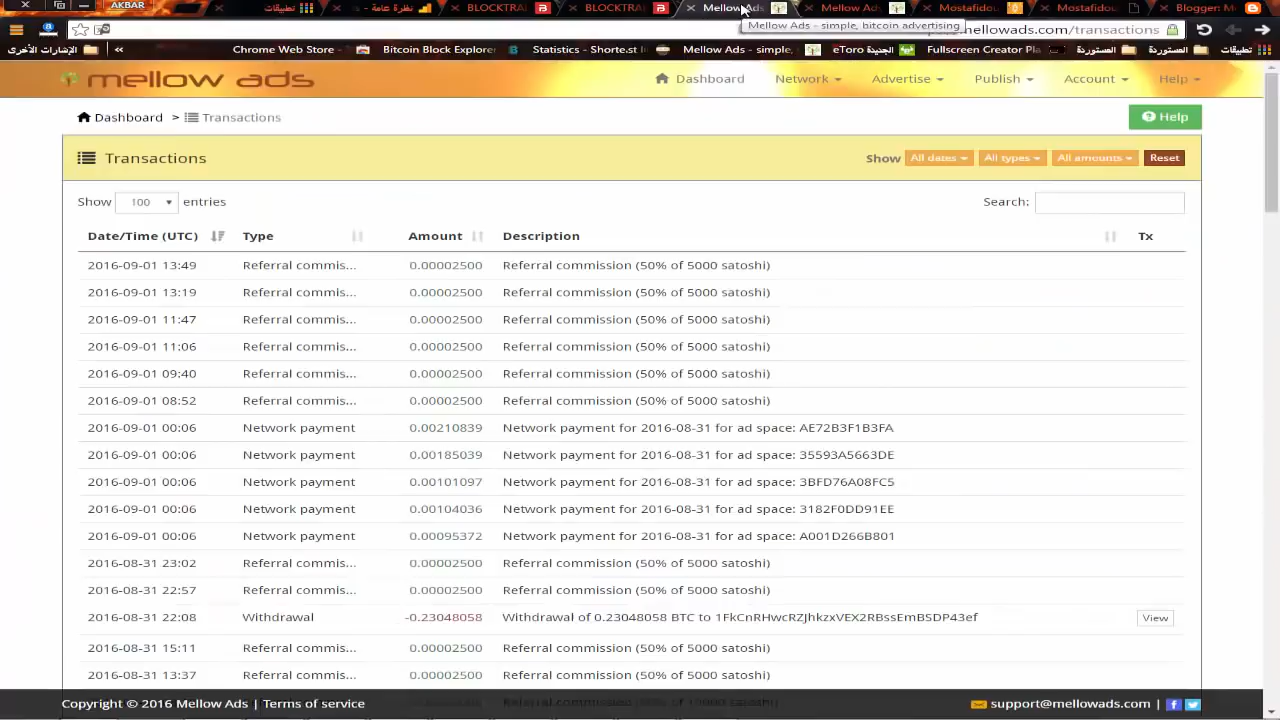 AKBAR
تطبيقات
نظرة عامة - s
BLOCKTRA
BLOCKTRA
Mellow Ads
Mellow Ad
Mostafidou
Mostafidou
Blogger: M
Mellow Ads - simple, bitcoin advertising
mellowads.com/transactions
الإشارات الأخرى
Chrome Web Store
Bitcoin Block Explorer
Statistics - Shorte.st
Mellow Ads - simple,
eToro الجديدة
Fullscreen Creator Pla
المستوردة
المستوردة
تطبيقات
mellow ads
Dashboard Network Advertise Publish Account Help
Dashboard > Transactions
Help
Transactions
Show All dates All types All amounts Reset
Show 100 entries
Search:
Date/Time (UTC) Type Amount Description Tx
2016-09-01 13:49 Referral commis... 0.00002500 Referral commission (50% of 5000 satoshi)
2016-09-01 13:19 Referral commis... 0.00002500 Referral commission (50% of 5000 satoshi)
2016-09-01 11:47 Referral commis... 0.00002500 Referral commission (50% of 5000 satoshi)
2016-09-01 11:06 Referral commis... 0.00002500 Referral commission (50% of 5000 satoshi)
2016-09-01 09:40 Referral commis... 0.00002500 Referral commission (50% of 5000 satoshi)
2016-09-01 08:52 Referral commis... 0.00002500 Referral commission (50% of 5000 satoshi)
2016-09-01 00:06 Network payment 0.00210839 Network payment for 2016-08-31 for ad space: AE72B3F1B3FA
2016-09-01 00:06 Network payment 0.00185039 Network payment for 2016-08-31 for ad space: 35593A5663DE
2016-09-01 00:06 Network payment 0.00101097 Network payment for 2016-08-31 for ad space: 3BFD76A08FC5
2016-09-01 00:06 Network payment 0.00104036 Network payment for 2016-08-31 for ad space: 3182F0DD91EE
2016-09-01 00:06 Network payment 0.00095372 Network payment for 2016-08-31 for ad space: A001D266B801
2016-08-31 23:02 Referral commis... 0.00002500 Referral commission (50% of 5000 satoshi)
2016-08-31 22:57 Referral commis... 0.00002500 Referral commission (50% of 5000 satoshi)
2016-08-31 22:08 Withdrawal -0.23048058 Withdrawal of 0.23048058 BTC to 1FkCnRHwcRZJhkzxVEX2RBssEmBSDP43ef View
2016-08-31 15:11 Referral commis... 0.00002500 Referral commission (50% of 5000 satoshi)
2016-08-31 13:37 Referral commis... 0.00002500 Referral commission (50% of 5000 satoshi)
Copyright © 2016 Mellow Ads | Terms of service
support@mellowads.com